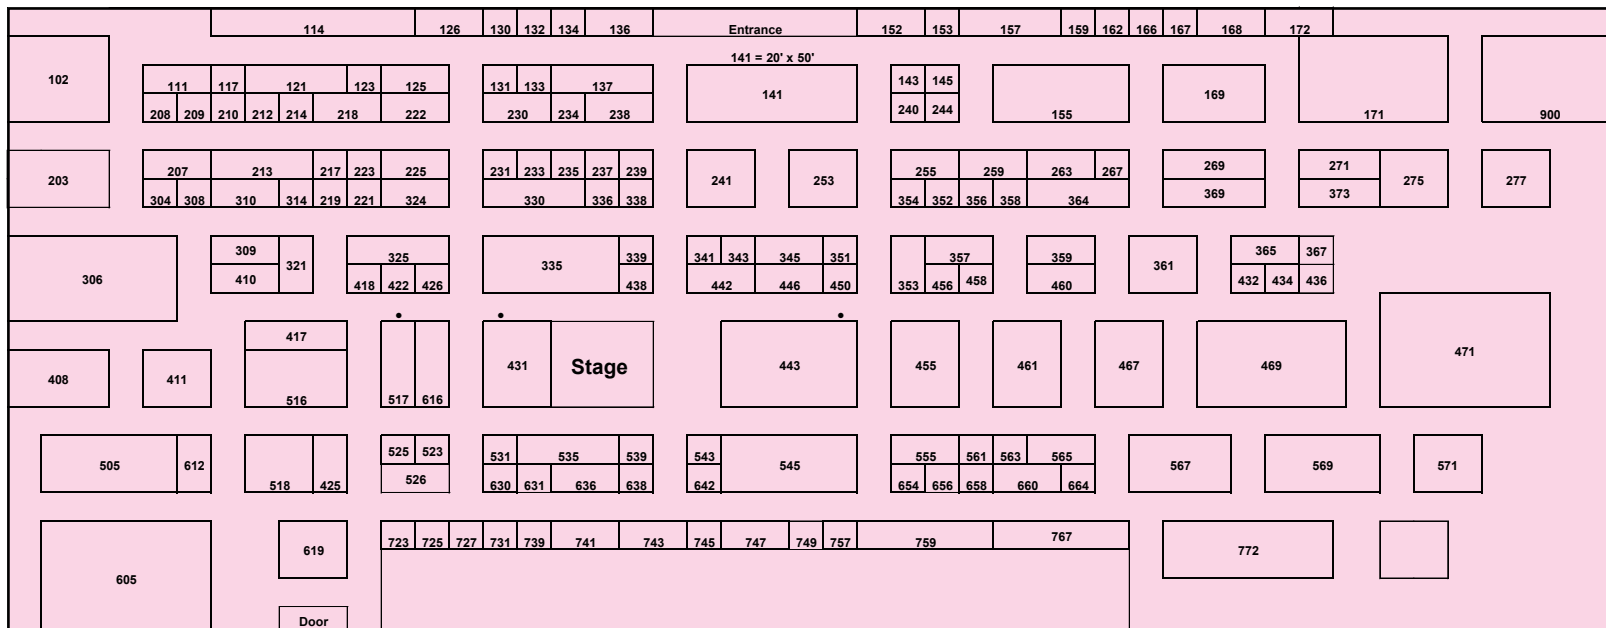 114 126 130 132 134 136 Entrance 152 153 157 159 162 166 167 168 172
141 = 20' x 50'
102 111 117 121 123 125 131 133 137 141 143 145 155 169 171 900
208 209 210 212 214 218 222 230 234 238 240 244
203 207 213 217 223 225 231 233 235 237 239 241 253 255 259 263 267 269 271 275 277
304 308 310 314 219 221 324 330 336 338 354 352 356 358 364 369 373
306 309 321 325 335 339 341 343 345 351 353 357 359 361 365 367
410 418 422 426 438 442 446 450 456 458 460 432 434 436
417
408 411 516 517 616 431 Stage 443 455 461 467 469 471
505 612 518 425 525 523 531 535 539 543 545 555 561 563 565 567 569 571
526 630 631 636 638 642 654 656 658 660 664
605 619 723 725 727 731 739 741 743 745 747 749 757 759 767 772
Door